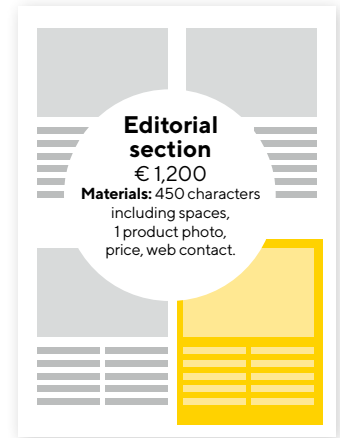 Editorial
section
€ 1,200
Materials: 450 characters
including spaces,
1 product photo,
price, web contact.